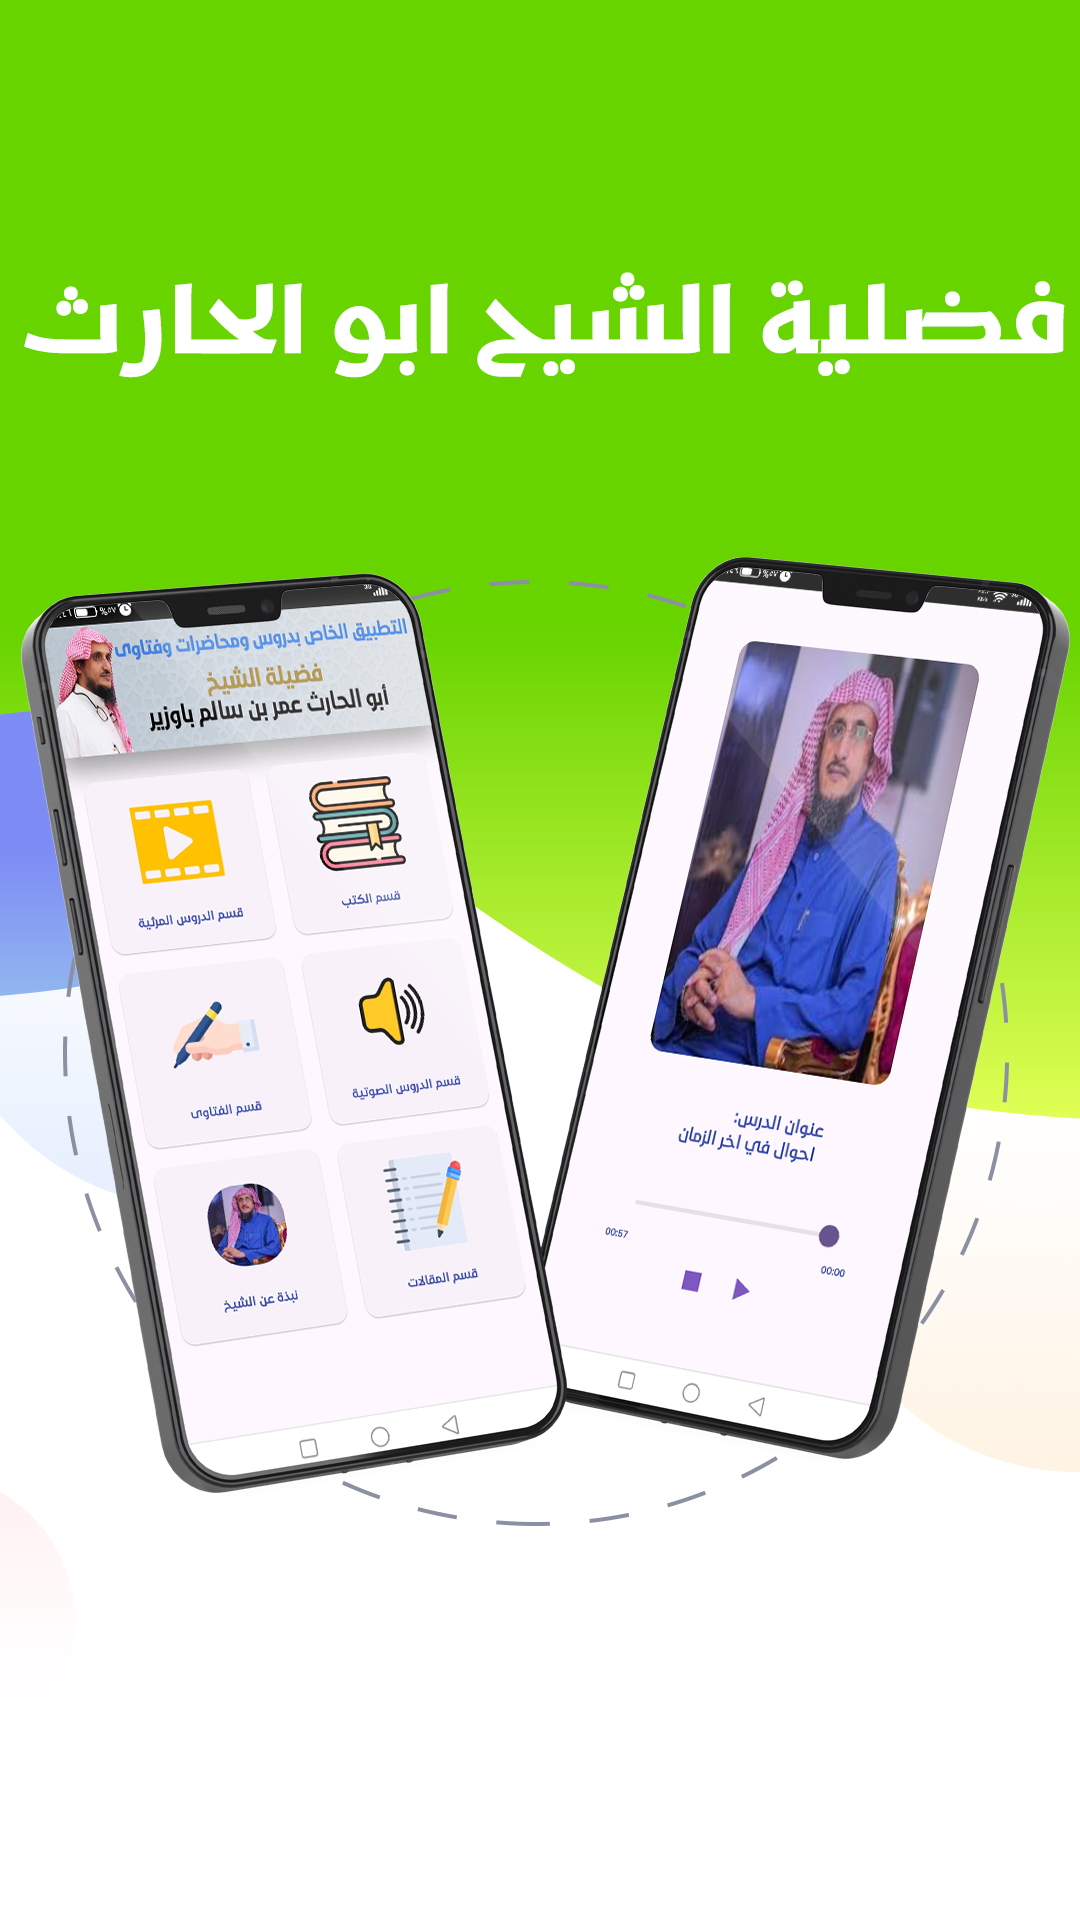 فضلية الشيح ابو الحارث
التطبيق الخاص بدروس ومحاضرات وفتاوى
فضيلة الشيخ
أبو الحارث عمر بن سالم باوزير
قسم الكتب
قسم الدروس المرئية
قسم الدروس الصوتية
قسم الفتاوى
قسم المقالات
نبذة عن الشيخ
عنوان الدرس:
احوال في اخر الزمان
00:57
00:00